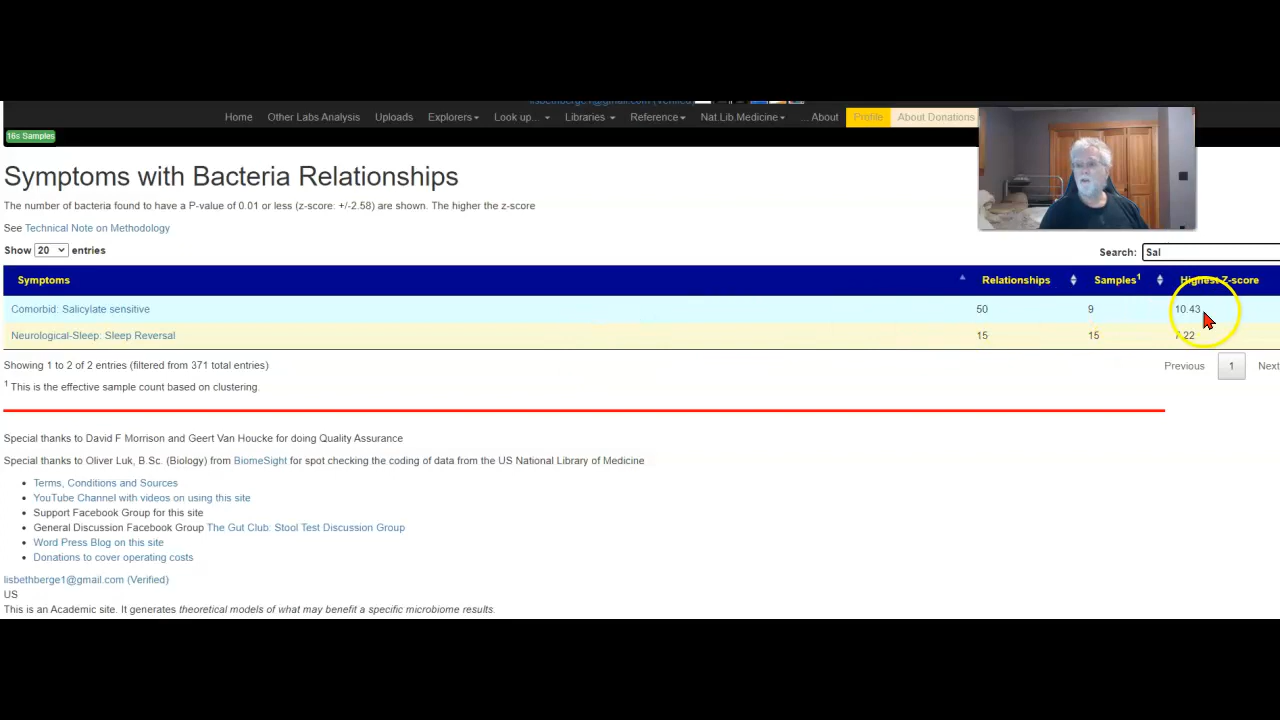 lisbethberge1@gmail.com (Verified)
Home Other Labs Analysis Uploads Explorers Look up... Libraries Reference Nat.Lib.Medicine ... About Profile About Donations
16s Samples
Symptoms with Bacteria Relationships
The number of bacteria found to have a P-value of 0.01 or less (z-score: +/-2.58) are shown. The higher the z-score
See Technical Note on Methodology
Show 20 entries Search: Sal
Symptoms Relationships Samples1 Highest Z-score
Comorbid: Salicylate sensitive 50 9 10.43
Neurological-Sleep: Sleep Reversal 15 15 7.22
Showing 1 to 2 of 2 entries (filtered from 371 total entries) Previous 1 Next
1 This is the effective sample count based on clustering.
Special thanks to David F Morrison and Geert Van Houcke for doing Quality Assurance
Special thanks to Oliver Luk, B Sc. (Biology) from BiomeSight for spot checking the coding of data from the US National Library of Medicine
Terms, Conditions and Sources
YouTube Channel with videos on using this site
Support Facebook Group for this site
General Discussion Facebook Group The Gut Club: Stool Test Discussion Group
Word Press Blog on this site
Donations to cover operating costs
lisbethberge1@gmail.com (Verified)
US
This is an Academic site. It generates theoretical models of what may benefit a specific microbiome results.